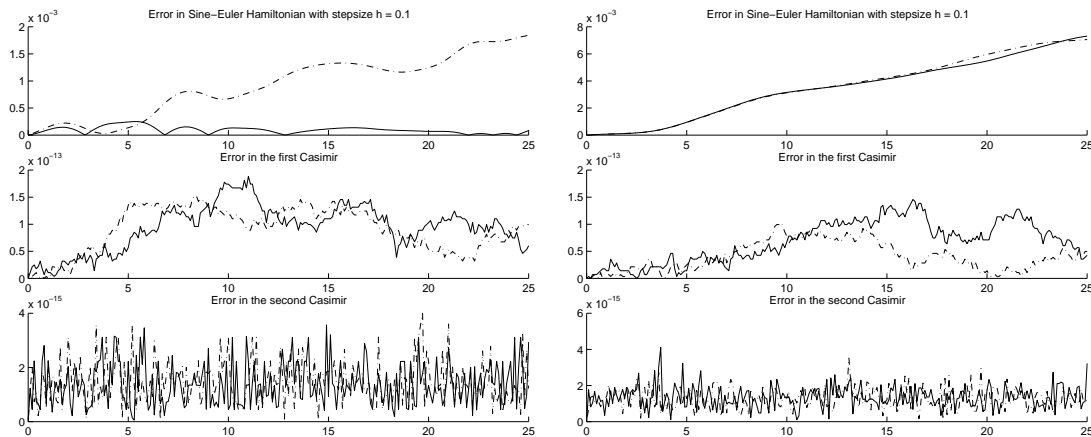 Error in Sine−Euler Hamiltonian with stepsize h = 0.1
x 10⁻³
2
1.5
1
0.5
0
0 5 10 15 20 25
Error in the first Casimir
x 10⁻¹³
2
1.5
1
0.5
0
0 5 10 15 20 25
Error in the second Casimir
x 10⁻¹⁵
4
2
0
0 5 10 15 20 25
Error in Sine−Euler Hamiltonian with stepsize h = 0.1
x 10⁻³
8
6
4
2
0
0 5 10 15 20 25
Error in the first Casimir
x 10⁻¹³
2
1.5
1
0.5
0
0 5 10 15 20 25
Error in the second Casimir
x 10⁻¹⁵
6
4
2
0
0 5 10 15 20 25